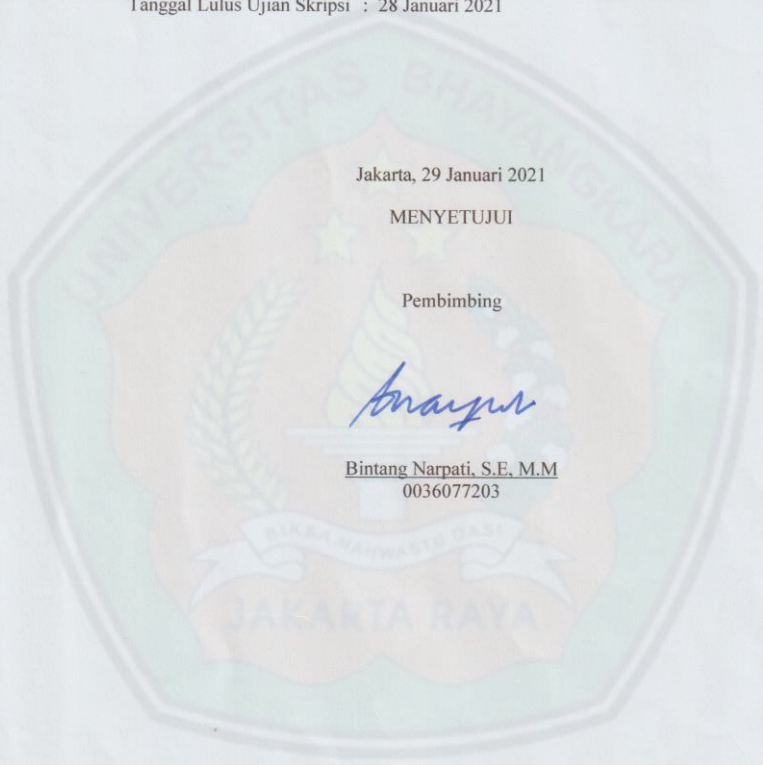 Tanggal Lulus Ujian Skripsi : 28 Januari 2021
Jakarta, 29 Januari 2021
MENYETUJUI
Pembimbing
Bintang Narpati, S.E, M.M
0036077203
UNIVERSITAS BHAYANGKARA
JAKARTA RAYA